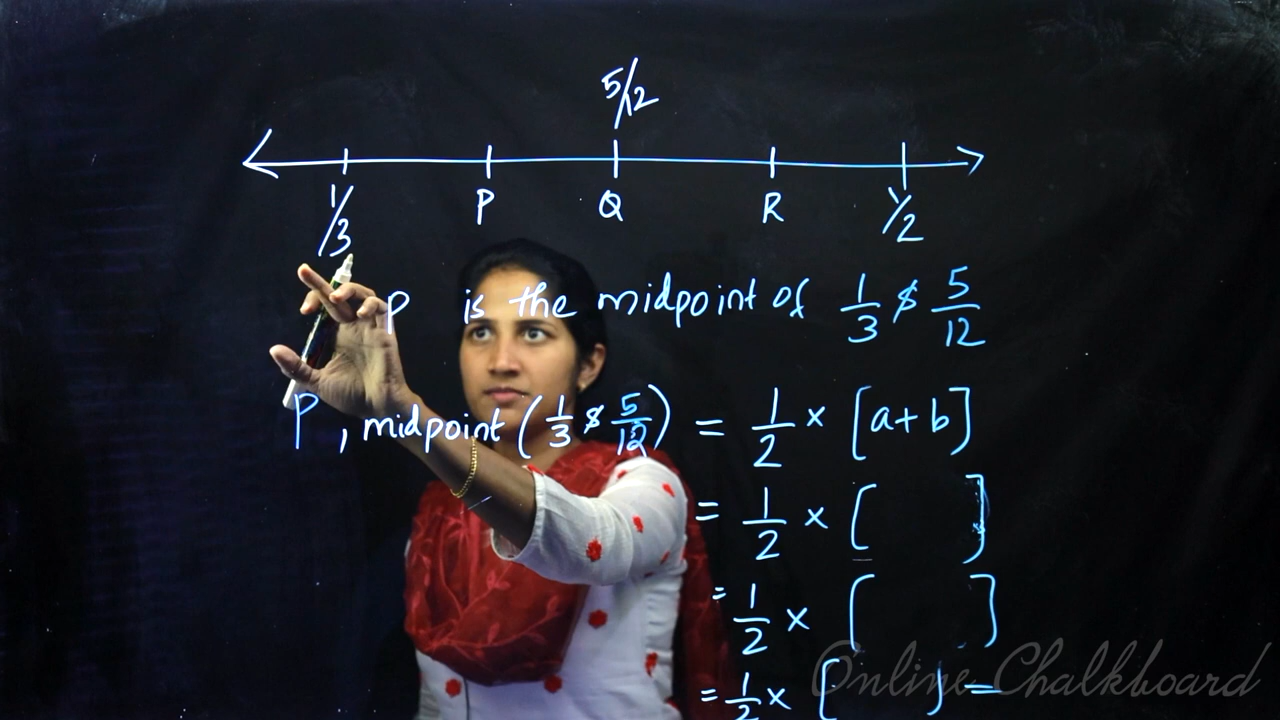 5/12
1/3 P Q R 1/2
P is the midpoint of 1/3 & 5/12
P, midpoint (1/3 & 5/12) = 1/2 × [a+b]
= 1/2 × [ ]
= 1/2 × [ ]
= 1/2 × [ ] =
Online Chalkboard